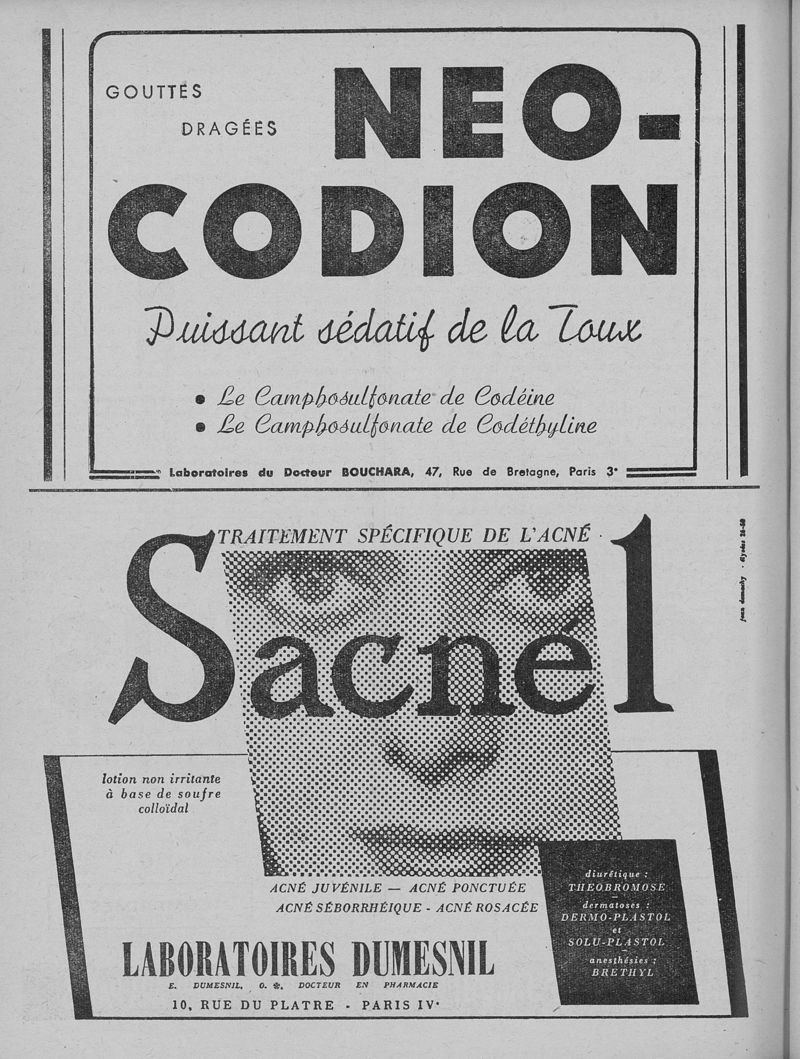 GOUTTES
DRAGÉES
NEO-
CODION
Puissant sédatif de la Toux
• Le Camphosulfonate de Codéine
• Le Camphosulfonate de Codéthyline
Laboratoires du Docteur BOUCHARA, 47, Rue de Bretagne, Paris 3e
TRAITEMENT SPÉCIFIQUE DE L'ACNÉ
Sacnél
lotion non irritante
à base de soufre
colloïdal
ACNÉ JUVÉNILE — ACNÉ PONCTUÉE
ACNÉ SÉBORRHÉIQUE - ACNÉ ROSACÉE
LABORATOIRES DUMESNIL
E. DUMESNIL, O. ✽, DOCTEUR EN PHARMACIE
10, RUE DU PLATRE - PARIS IVe
diurétique :
THEOBROMOSE
—
dermatoses :
DERMO-PLASTOL
et
SOLU-PLASTOL
—
anesthésies :
BRETHYL